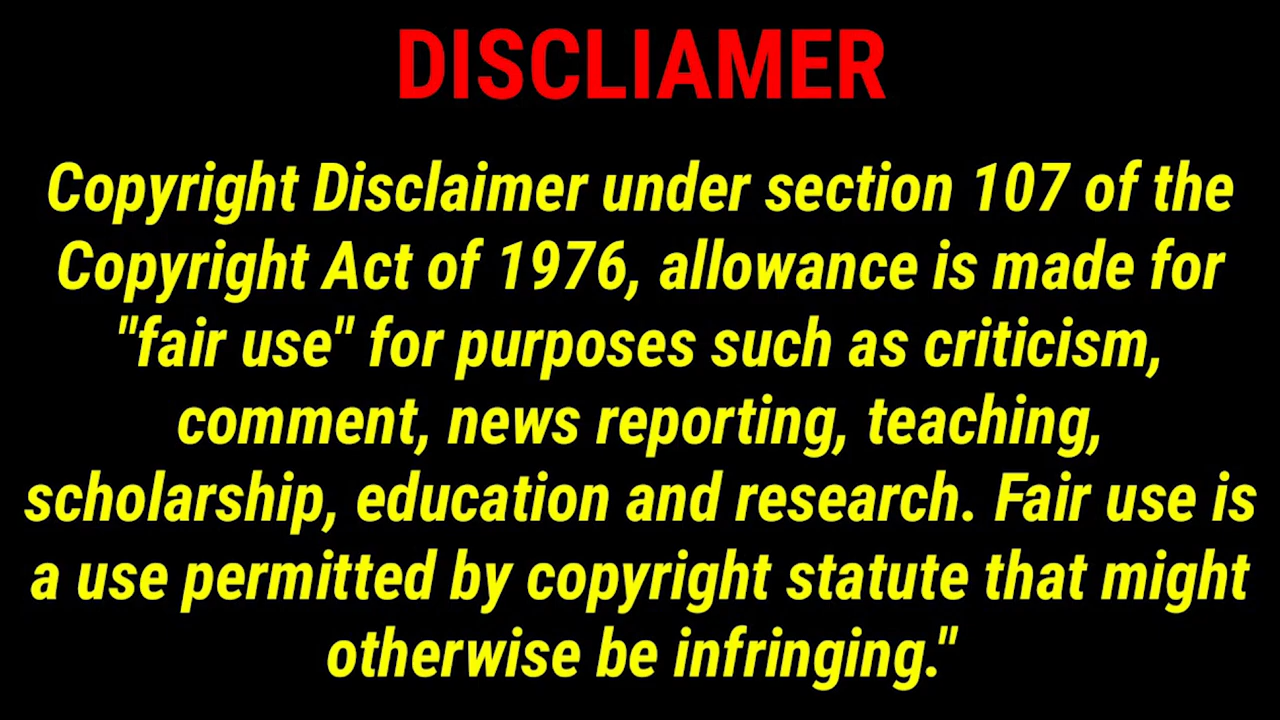 DISCLIAMER
Copyright Disclaimer under section 107 of the
Copyright Act of 1976, allowance is made for
"fair use" for purposes such as criticism,
comment, news reporting, teaching,
scholarship, education and research. Fair use is
a use permitted by copyright statute that might
otherwise be infringing."